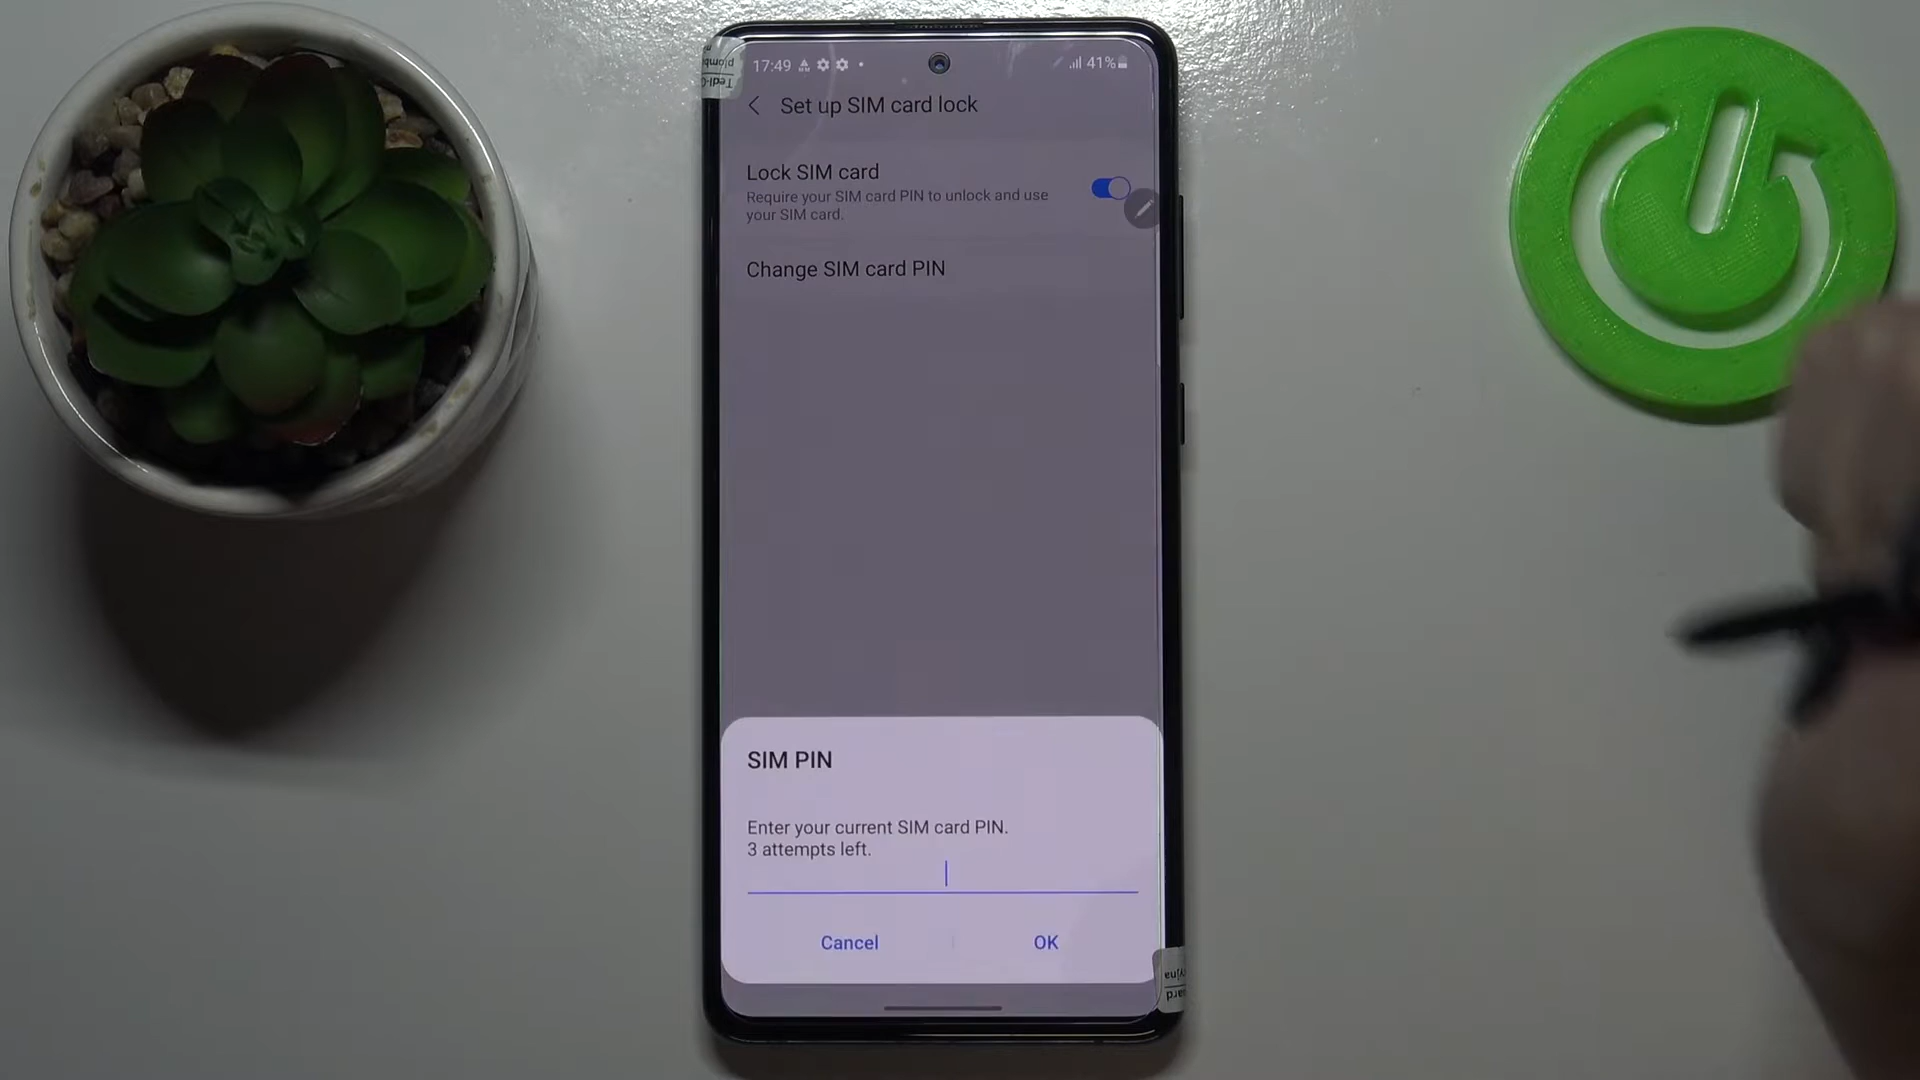 17:49
41%
Set up SIM card lock
Lock SIM card
Require your SIM card PIN to unlock and use
your SIM card.
Change SIM card PIN
SIM PIN
Enter your current SIM card PIN.
3 attempts left.
Cancel
OK